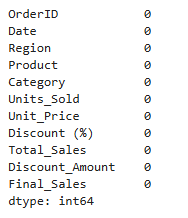 OrderID 0
Date 0
Region 0
Product 0
Category 0
Units_Sold 0
Unit_Price 0
Discount (%) 0
Total_Sales 0
Discount_Amount 0
Final_Sales 0
dtype: int64